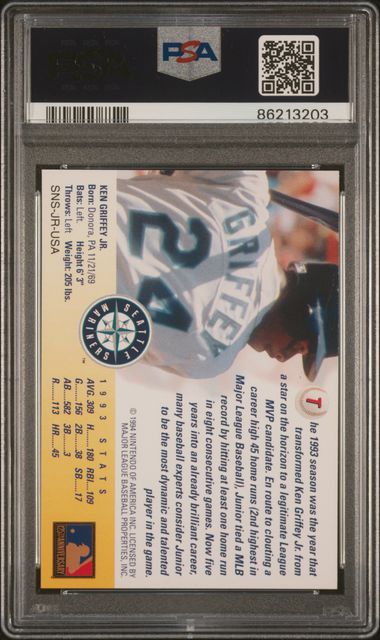 PSA
86213203
KEN GRIFFEY JR.
Born: Donora, PA 11/21/69
Bats: Left Height 6' 3"
Throws: Left Weight: 205 lbs.
SNS-JR-USA
GRIFFE
24
SEATTLE
MARINERS
TM
1993 STATS
AVG. .309 H. ......180 RBI...109
G. ......156 2B ......38 SB......17
AB......582 3B ........3
R. ......113 HR......45
The 1993 season was the year that
transformed Ken Griffey Jr. from
a star on the horizon to a legitimate League
MVP candidate. En route to clouting a
career high 45 home runs (2nd highest in
Major League Baseball), Junior tied a MLB
record by hitting at least one home run
in eight consecutive games. Now five
years into an already brilliant career,
many baseball experts consider Junior
to be the most dynamic and talented
player in the game.
© 1994 NINTENDO OF AMERICA INC. LICENSED BY
MAJOR LEAGUE BASEBALL PROPERTIES, INC.
125th ANNIVERSARY